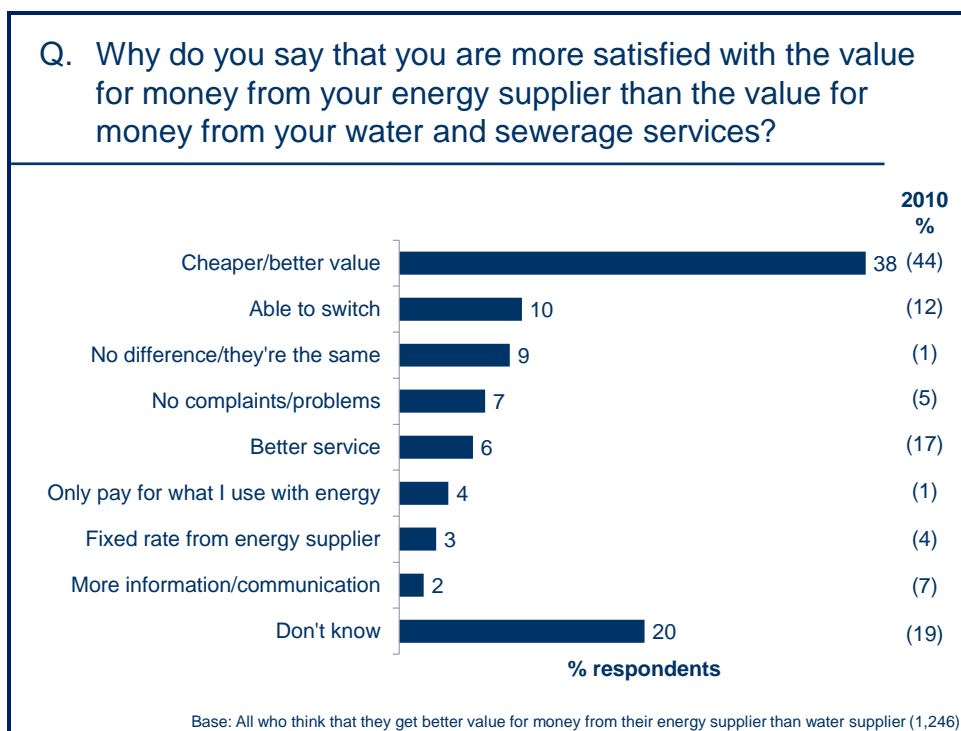 Q. Why do you say that you are more satisfied with the value
for money from your energy supplier than the value for
money from your water and sewerage services?
2010
%
Cheaper/better value 38 (44)
Able to switch 10 (12)
No difference/they're the same 9 (1)
No complaints/problems 7 (5)
Better service 6 (17)
Only pay for what I use with energy 4 (1)
Fixed rate from energy supplier 3 (4)
More information/communication 2 (7)
Don't know 20 (19)
% respondents
Base: All who think that they get better value for money from their energy supplier than water supplier (1,246)